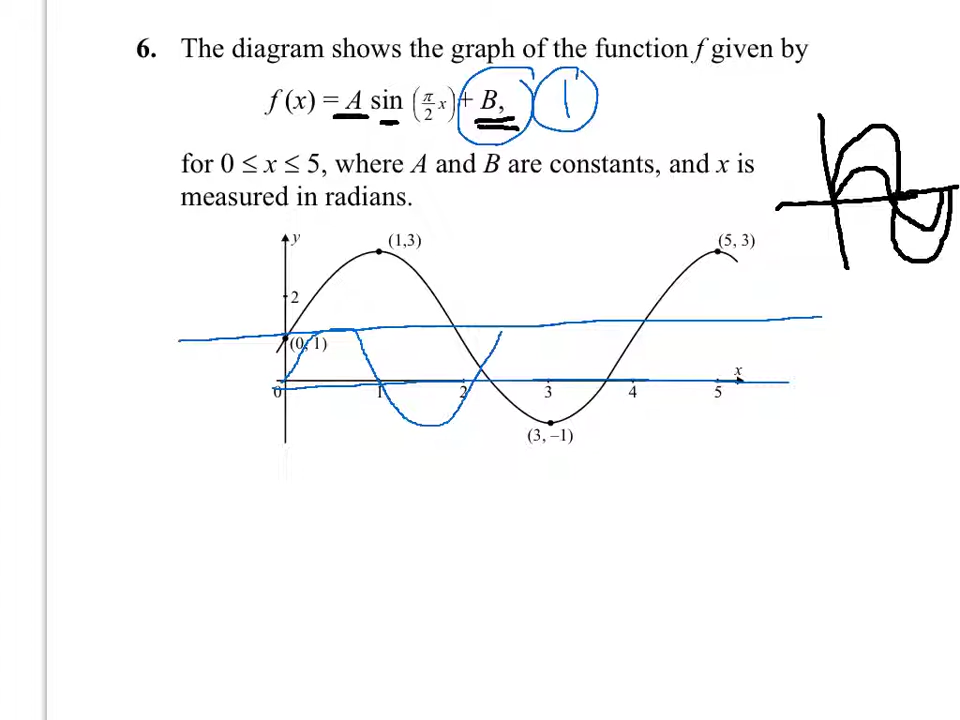 6. The diagram shows the graph of the function f given by
f (x) = A sin (π/2 x) + B, 1
for 0 ≤ x ≤ 5, where A and B are constants, and x is
measured in radians.
y (1,3) (5, 3)
2
(0, 1)
x
0 1 2 3 4 5
(3, –1)